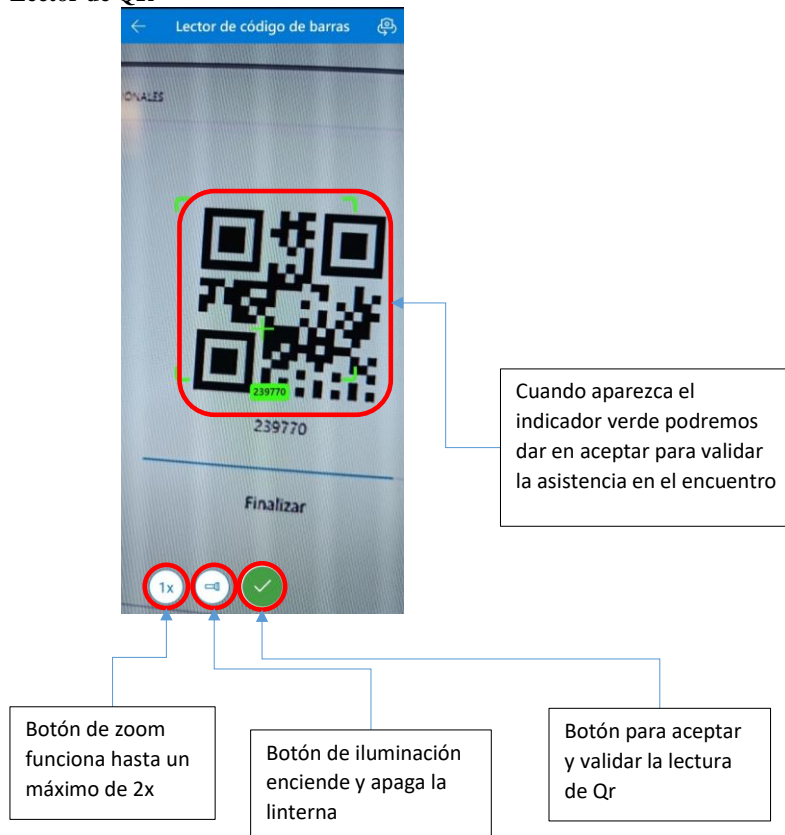 Lector de código de barras
239770
239770
Finalizar
1x
Cuando aparezca el
indicador verde podremos
dar en aceptar para validar
la asistencia en el encuentro
Botón de zoom
funciona hasta un
máximo de 2x
Botón de iluminación
enciende y apaga la
linterna
Botón para aceptar
y validar la lectura
de Qr